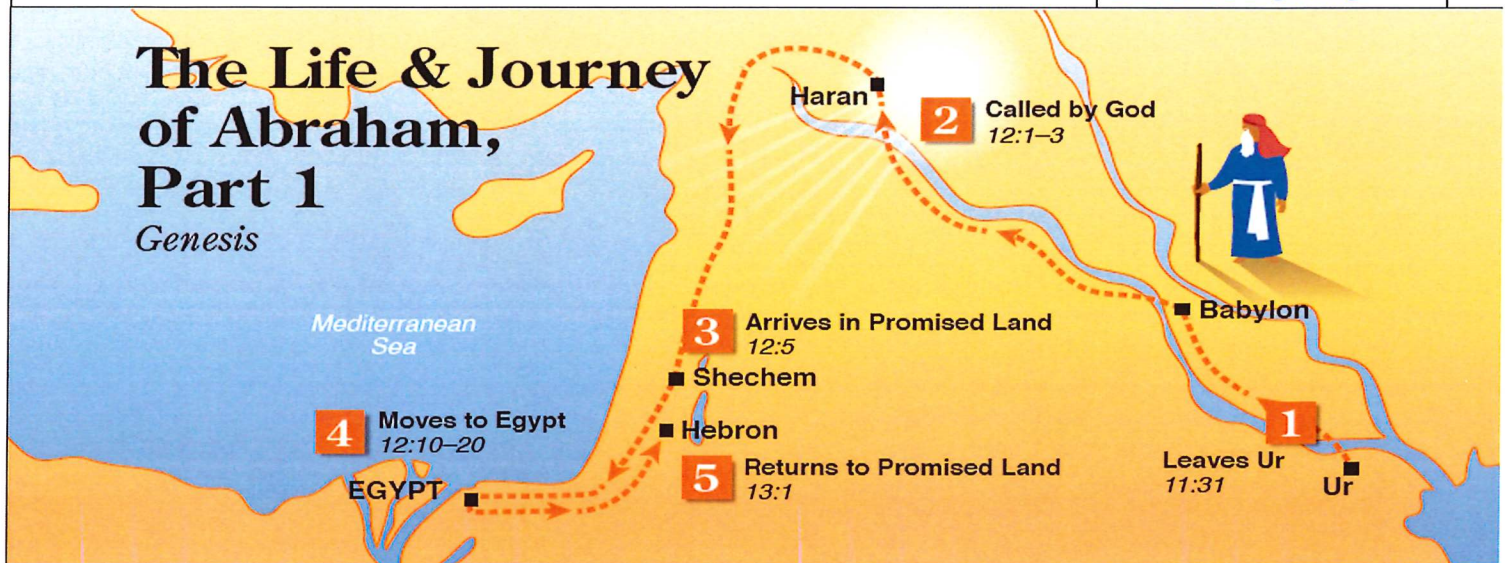 The Life & Journey
of Abraham,
Part 1
Genesis
Haran
2
Called by God
12:1–3
Babylon
Mediterranean
Sea
3
Arrives in Promised Land
12:5
Shechem
4
Moves to Egypt
12:10–20
Hebron
EGYPT
5
Returns to Promised Land
13:1
1
Leaves Ur
11:31
Ur